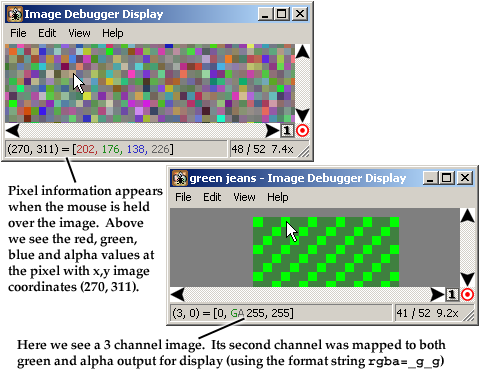 Image Debugger Display
File Edit View Help
1
(270, 311) = [202, 176, 138, 226]
48 / 52 7.4x
Pixel information appears
when the mouse is held
over the image. Above
we see the red, green,
blue and alpha values at
the pixel with x,y image
coordinates (270, 311).
green jeans - Image Debugger Display
File Edit View Help
1
(3, 0) = [0, GA 255, 255]
41 / 52 9.2x
Here we see a 3 channel image. Its second channel was mapped to both
green and alpha output for display (using the format string rgba=_g_g)